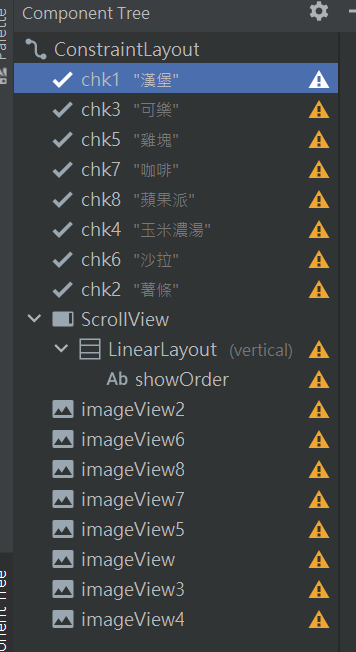 Palette
Component Tree
ConstraintLayout
chk1 "漢堡"
chk3 "可樂"
chk5 "雞塊"
chk7 "咖啡"
chk8 "蘋果派"
chk4 "玉米濃湯"
chk6 "沙拉"
chk2 "薯條"
ScrollView
LinearLayout (vertical)
Ab showOrder
imageView2
imageView6
imageView8
imageView7
imageView5
imageView
imageView3
imageView4
onent Tree